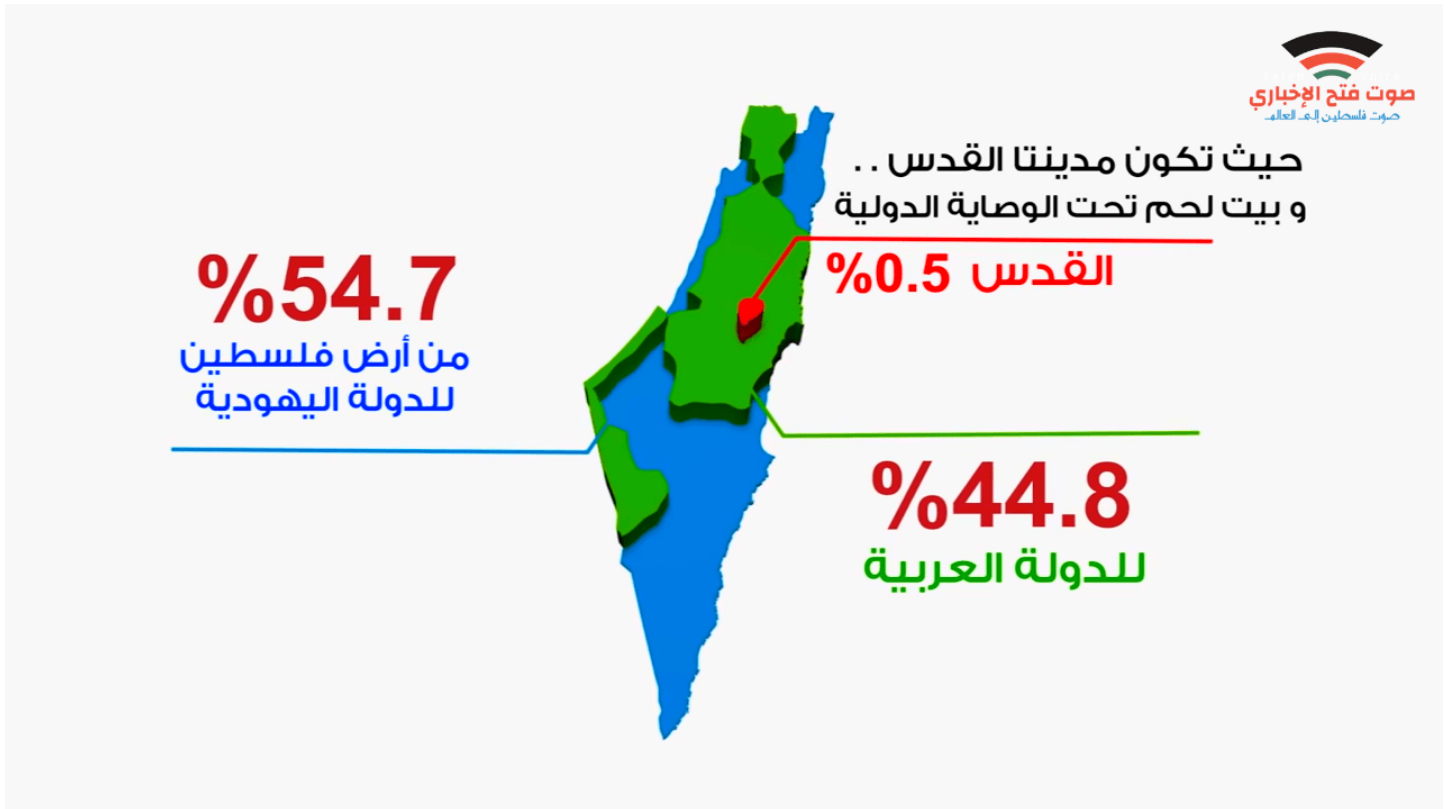 صوت فتح الإخباري
صوت فلسطين إلى العالم
حيث تكون مدينتا القدس . .
و بيت لحم تحت الوصاية الدولية
القدس 0.5%
%54.7
من أرض فلسطين
للدولة اليهودية
%44.8
للدولة العربية